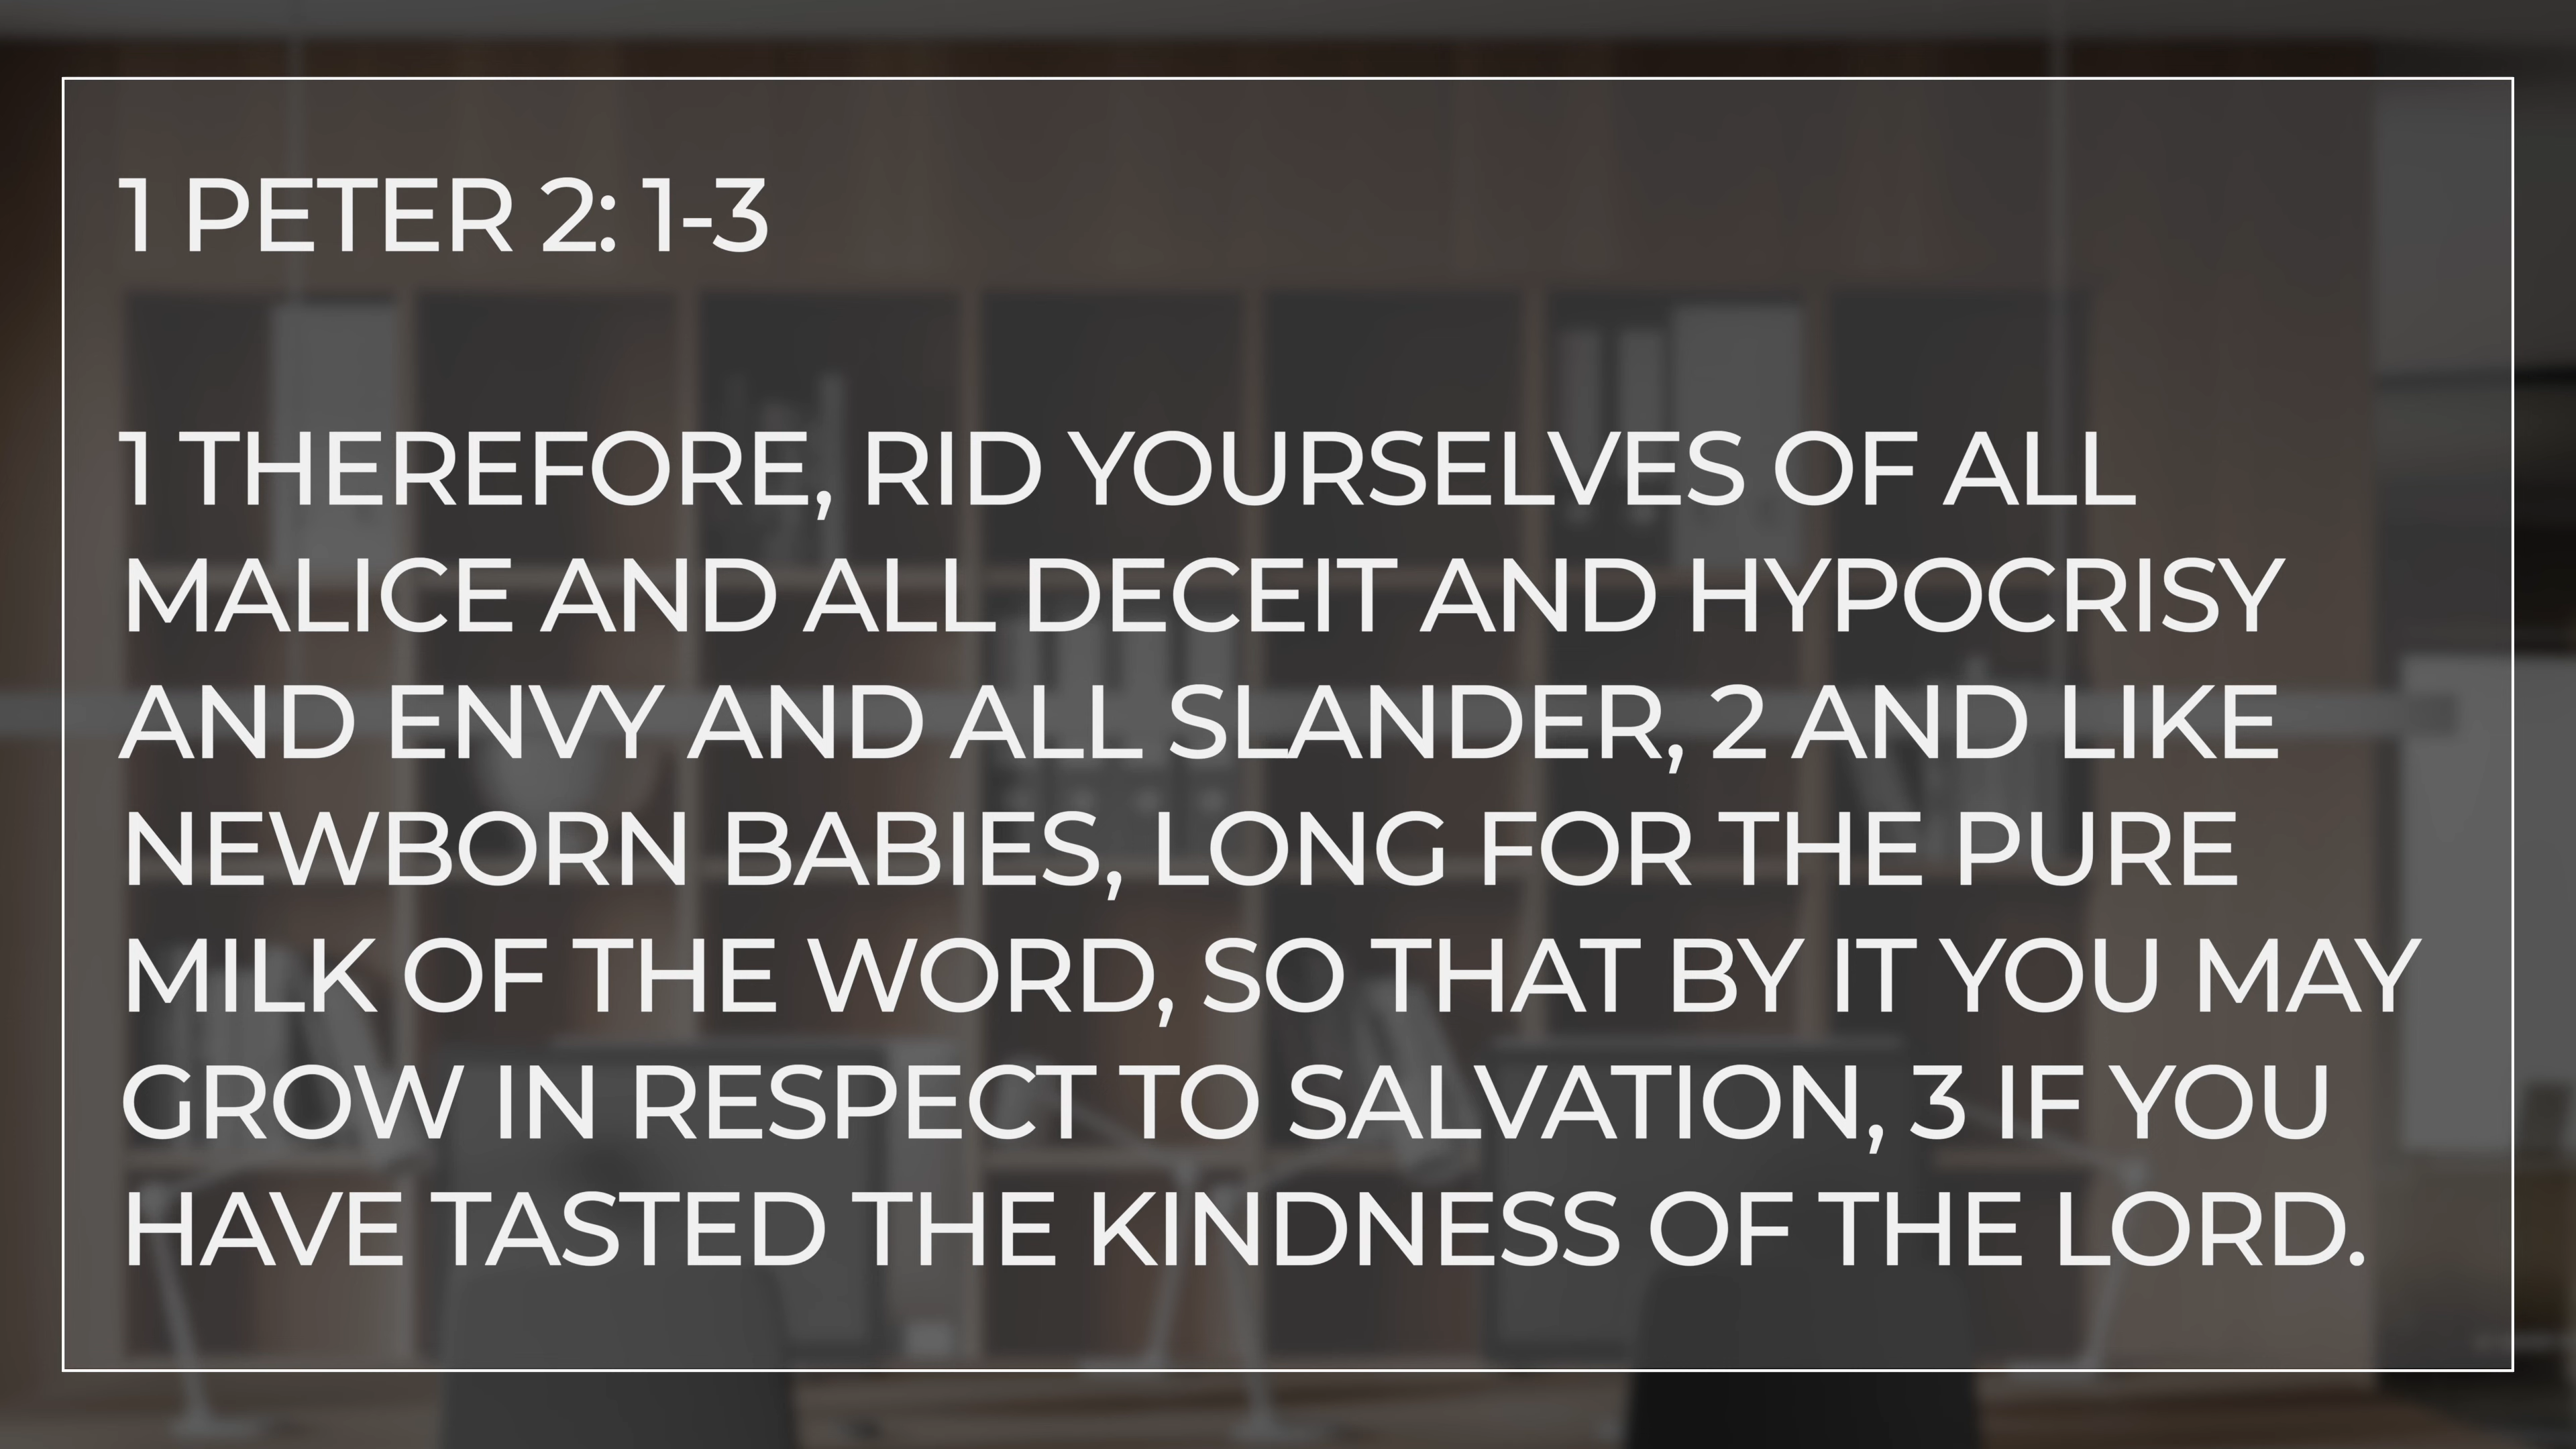 1 PETER 2: 1-3
1 THEREFORE, RID YOURSELVES OF ALL
MALICE AND ALL DECEIT AND HYPOCRISY
AND ENVY AND ALL SLANDER, 2 AND LIKE
NEWBORN BABIES, LONG FOR THE PURE
MILK OF THE WORD, SO THAT BY IT YOU MAY
GROW IN RESPECT TO SALVATION, 3 IF YOU
HAVE TASTED THE KINDNESS OF THE LORD.